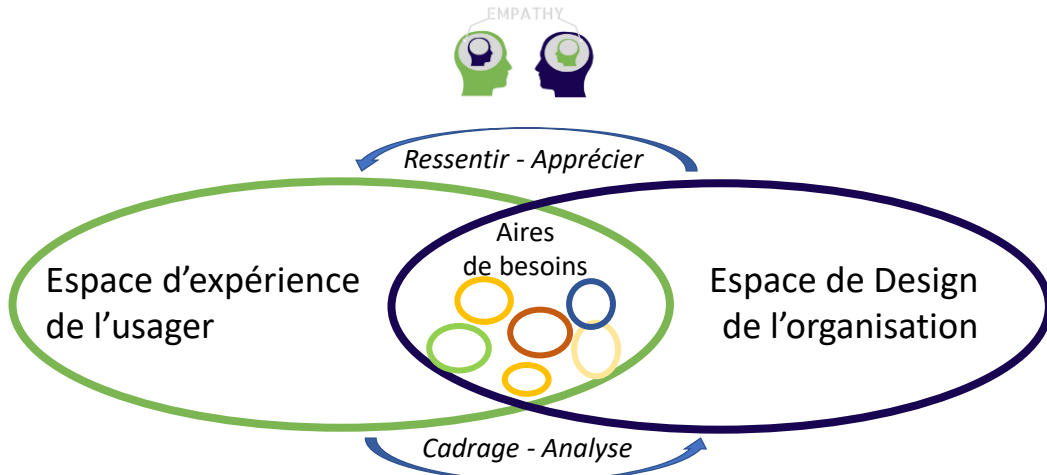 EMPATHY
Ressentir - Apprécier
Aires
de besoins
Espace d’expérience
de l’usager
Espace de Design
de l’organisation
Cadrage - Analyse